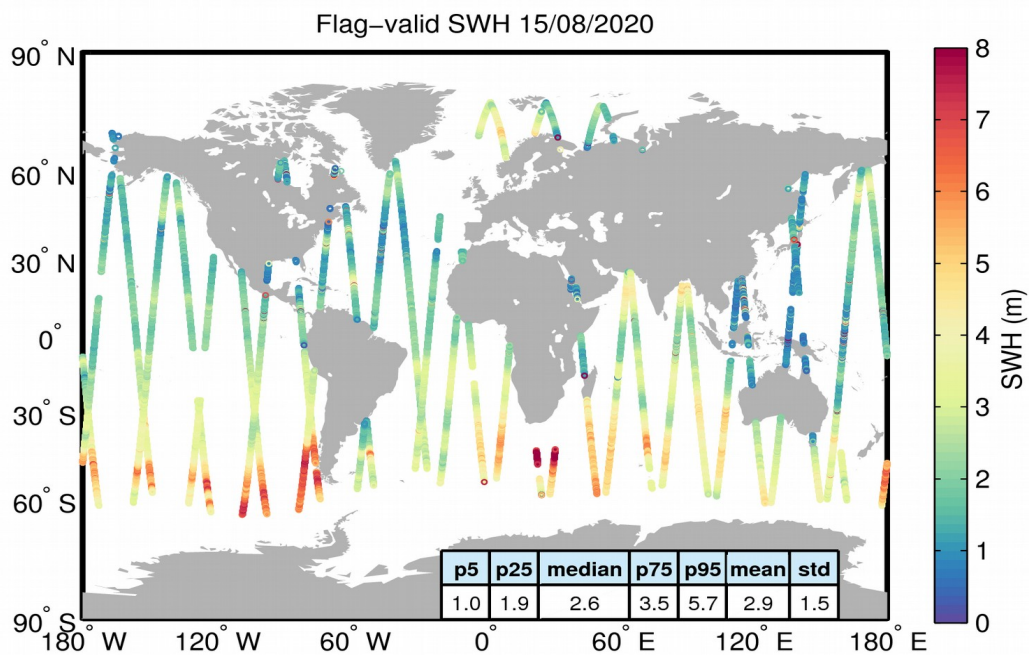 Flag−valid SWH 15/08/2020
90° N
60° N
30° N
0°
30° S
60° S
90° S
180° W
120° W
60° W
0°
60° E
120° E
180° E
p5 p25 median p75 p95 mean std
1.0 1.9 2.6 3.5 5.7 2.9 1.5
8
7
6
5
4
3
2
1
0
SWH (m)